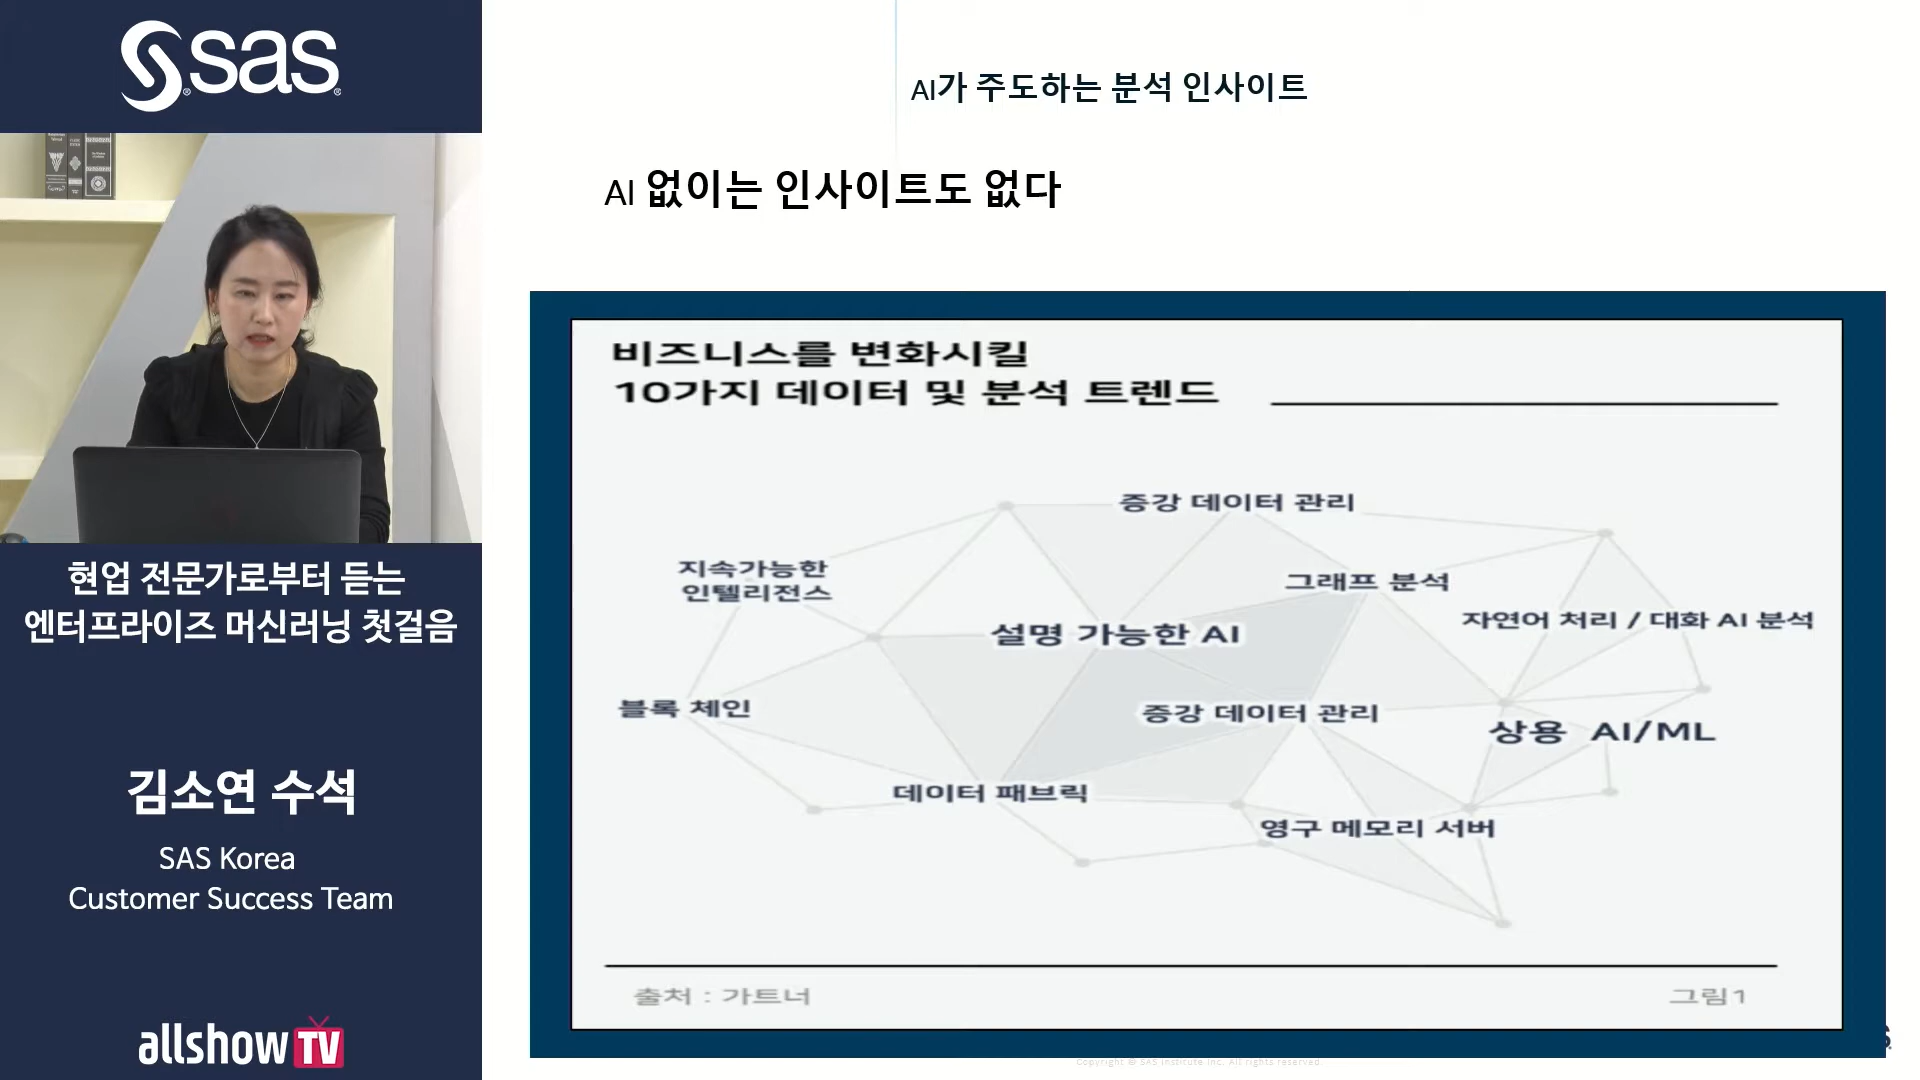 sas
현업 전문가로부터 듣는
엔터프라이즈 머신러닝 첫걸음
김소연 수석
SAS Korea
Customer Success Team
allshow TV
AI가 주도하는 분석 인사이트
AI 없이는 인사이트도 없다
비즈니스를 변화시킬
10가지 데이터 및 분석 트렌드
증강 데이터 관리
지속가능한
인텔리전스
그래프 분석
자연어 처리 / 대화 AI 분석
설명 가능한 AI
블록 체인
증강 데이터 관리
상용 AI/ML
데이터 패브릭
영구 메모리 서버
출처 : 가트너
그림1
Copyright © SAS Institute Inc. All rights reserved.